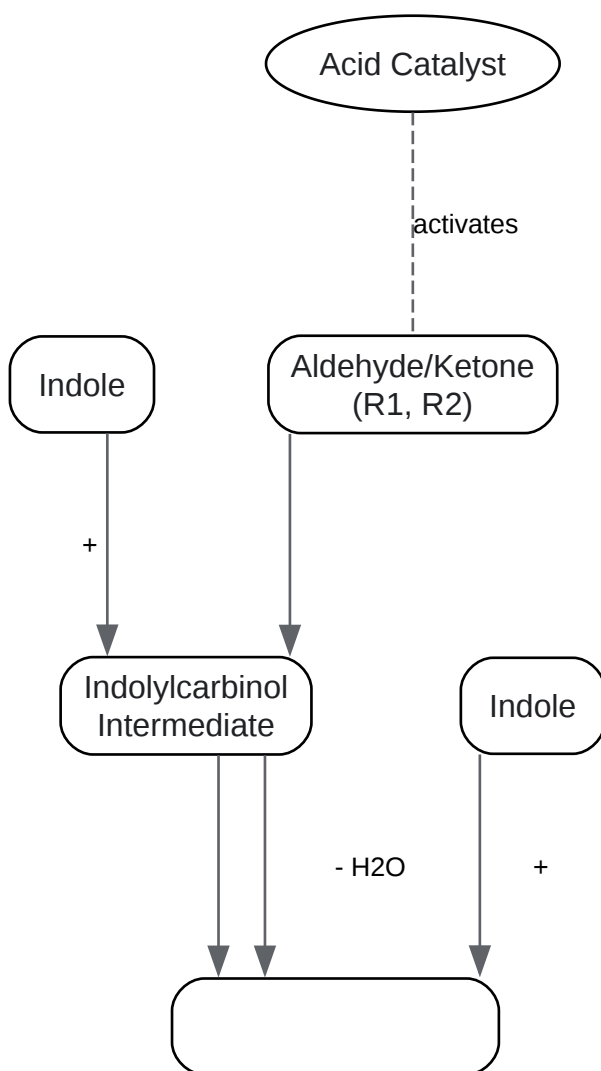 Acid Catalyst
activates
Indole
Aldehyde/Ketone
(R1, R2)
+
Indolylcarbinol
Intermediate
Indole
- H2O
+